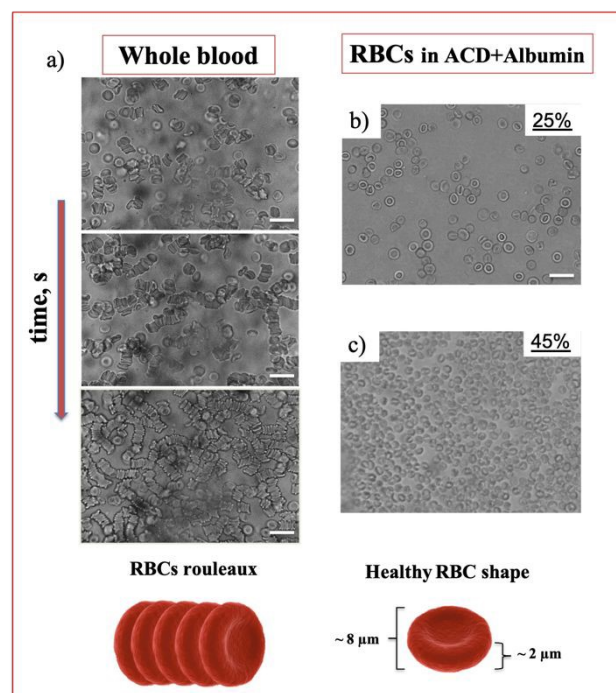 Whole blood
RBCs in ACD+Albumin
a)
b)
25%
time, s
c)
45%
RBCs rouleaux
Healthy RBC shape
~ 8 µm
~ 2 µm